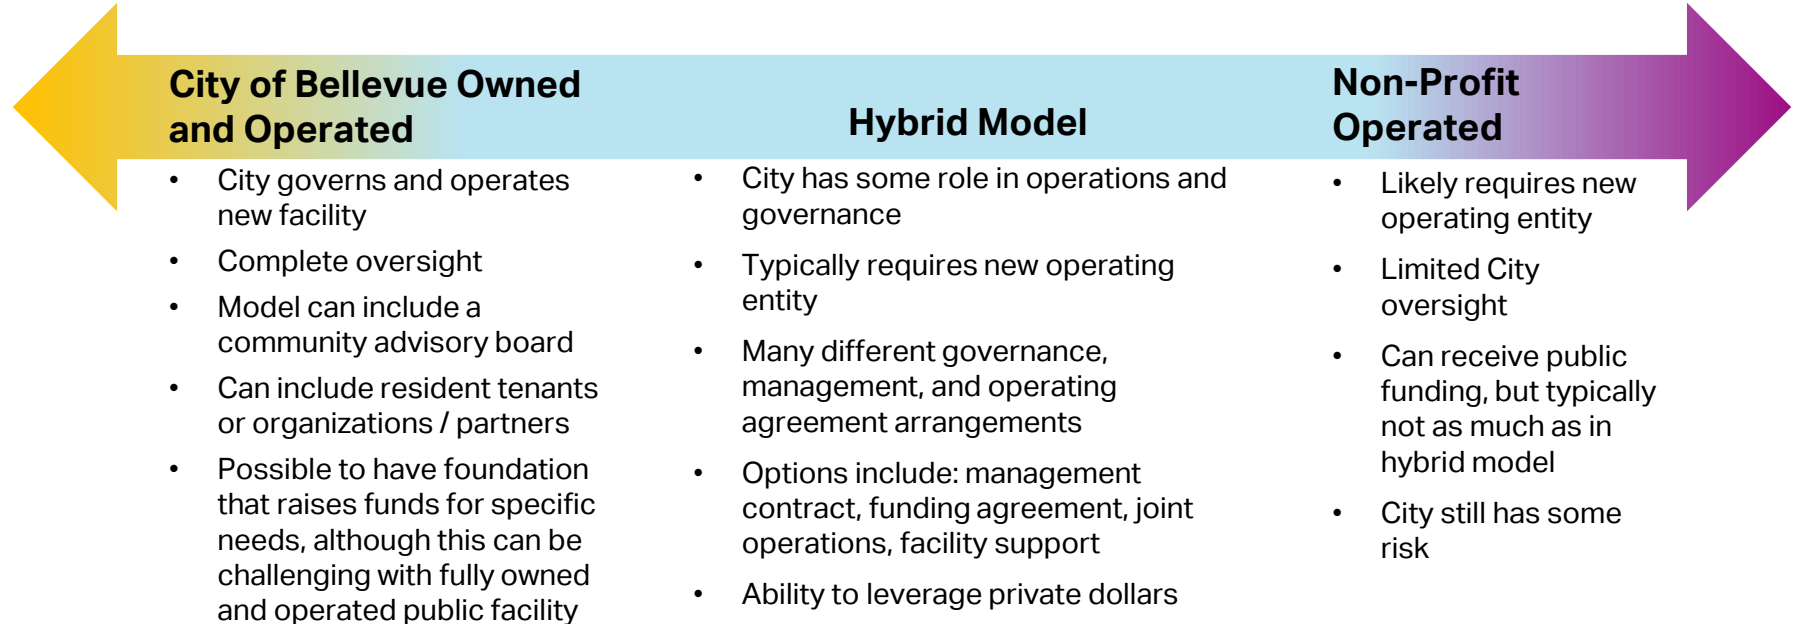 City of Bellevue Owned
and Operated
• City governs and operates
new facility
• Complete oversight
• Model can include a
community advisory board
• Can include resident tenants
or organizations / partners
• Possible to have foundation
that raises funds for specific
needs, although this can be
challenging with fully owned
and operated public facility
Hybrid Model
• City has some role in operations and
governance
• Typically requires new operating
entity
• Many different governance,
management, and operating
agreement arrangements
• Options include: management
contract, funding agreement, joint
operations, facility support
• Ability to leverage private dollars
Non-Profit
Operated
• Likely requires new
operating entity
• Limited City
oversight
• Can receive public
funding, but typically
not as much as in
hybrid model
• City still has some
risk